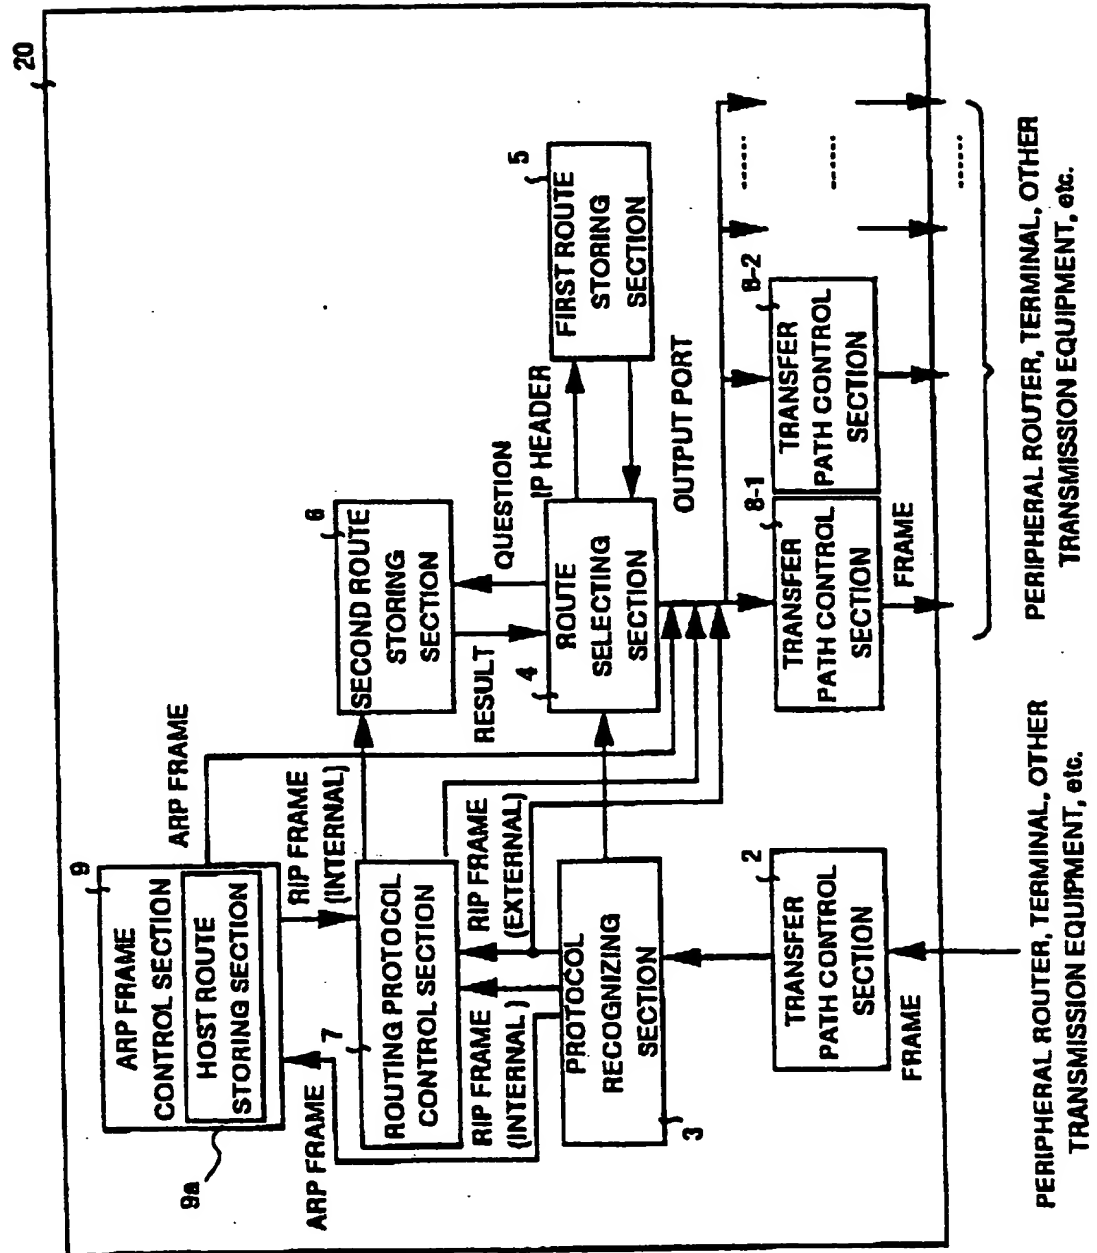 20
9
ARP FRAME
CONTROL SECTION
HOST ROUTE
STORING SECTION
9a
ARP FRAME
RIP FRAME
(INTERNAL)
ARP FRAME
7
ROUTING PROTOCOL
CONTROL SECTION
RIP FRAME
(INTERNAL)
RIP FRAME
(EXTERNAL)
PROTOCOL
RECOGNIZING
SECTION
3
2
TRANSFER
PATH CONTROL
SECTION
FRAME
6
SECOND ROUTE
STORING
SECTION
RESULT
QUESTION
4
ROUTE
SELECTING
SECTION
IP HEADER
5
FIRST ROUTE
STORING
SECTION
OUTPUT PORT
8-1
TRANSFER
PATH CONTROL
SECTION
FRAME
8-2
TRANSFER
PATH CONTROL
SECTION
......
......
......
PERIPHERAL ROUTER, TERMINAL, OTHER
TRANSMISSION EQUIPMENT, etc.
PERIPHERAL ROUTER, TERMINAL, OTHER
TRANSMISSION EQUIPMENT, etc.